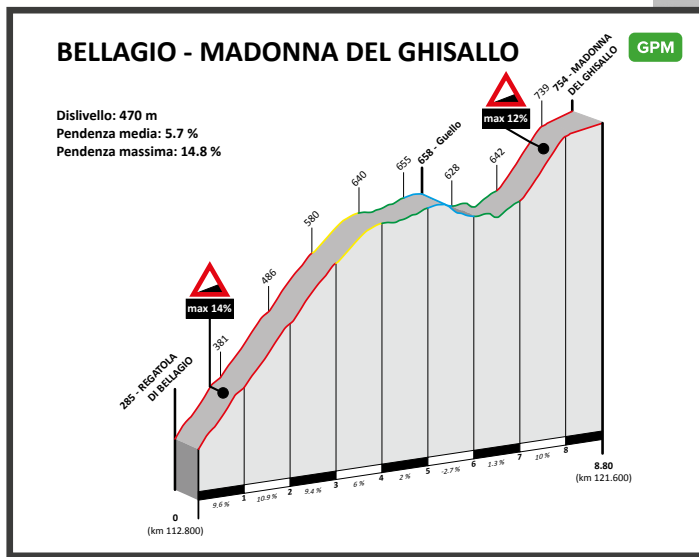 BELLAGIO - MADONNA DEL GHISALLO
GPM
Dislivello: 470 m
Pendenza media: 5.7 %
Pendenza massima: 14.8 %
285 - REGATOLA
DI BELLAGIO
max 14%
381
486
580
640
655
658 - Guello
628
642
max 12%
739
754 - MADONNA
DEL GHISALLO
9,6 %
1
10.9 %
2
9.4 %
3
6 %
4
2 %
5
-2.7 %
6
1.3 %
7
10 %
8
0
(km 112.800)
8.80
(km 121.600)